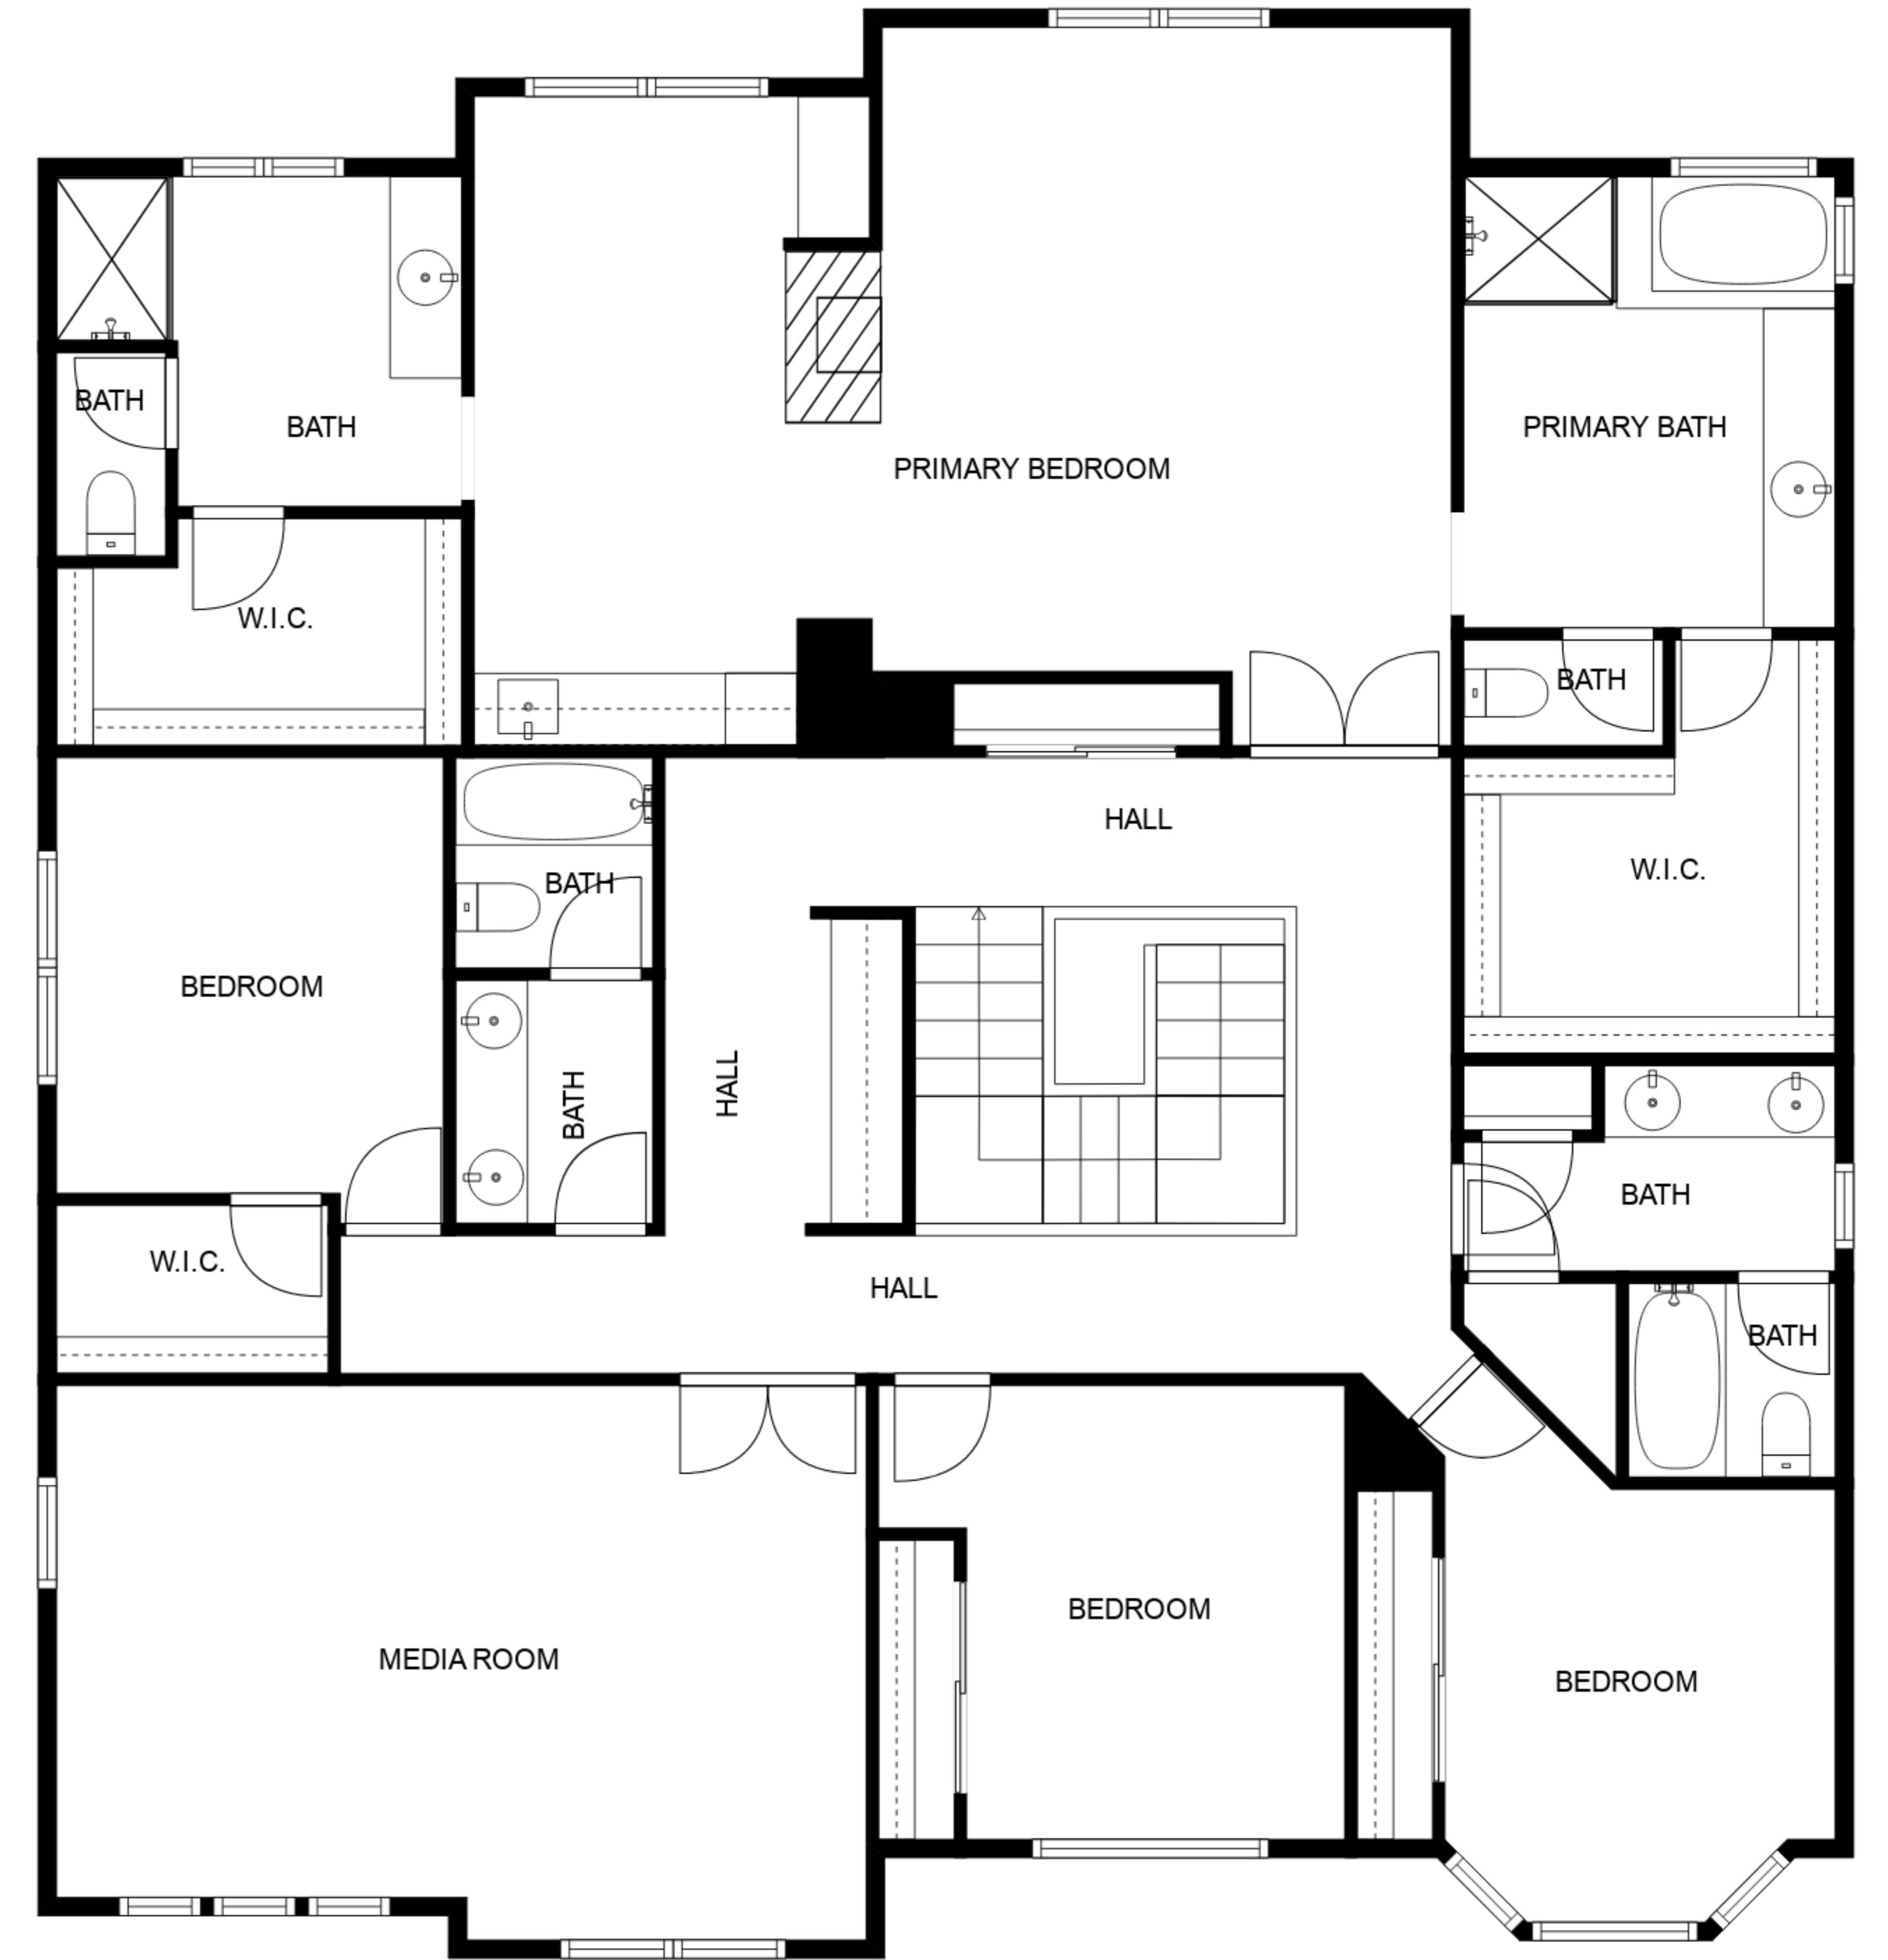 BATH
BATH
PRIMARY BATH
PRIMARY BEDROOM
W.I.C.
BATH
HALL
W.I.C.
BATH
BEDROOM
HALL
BATH
BATH
W.I.C.
HALL
BATH
BEDROOM
MEDIA ROOM
BEDROOM